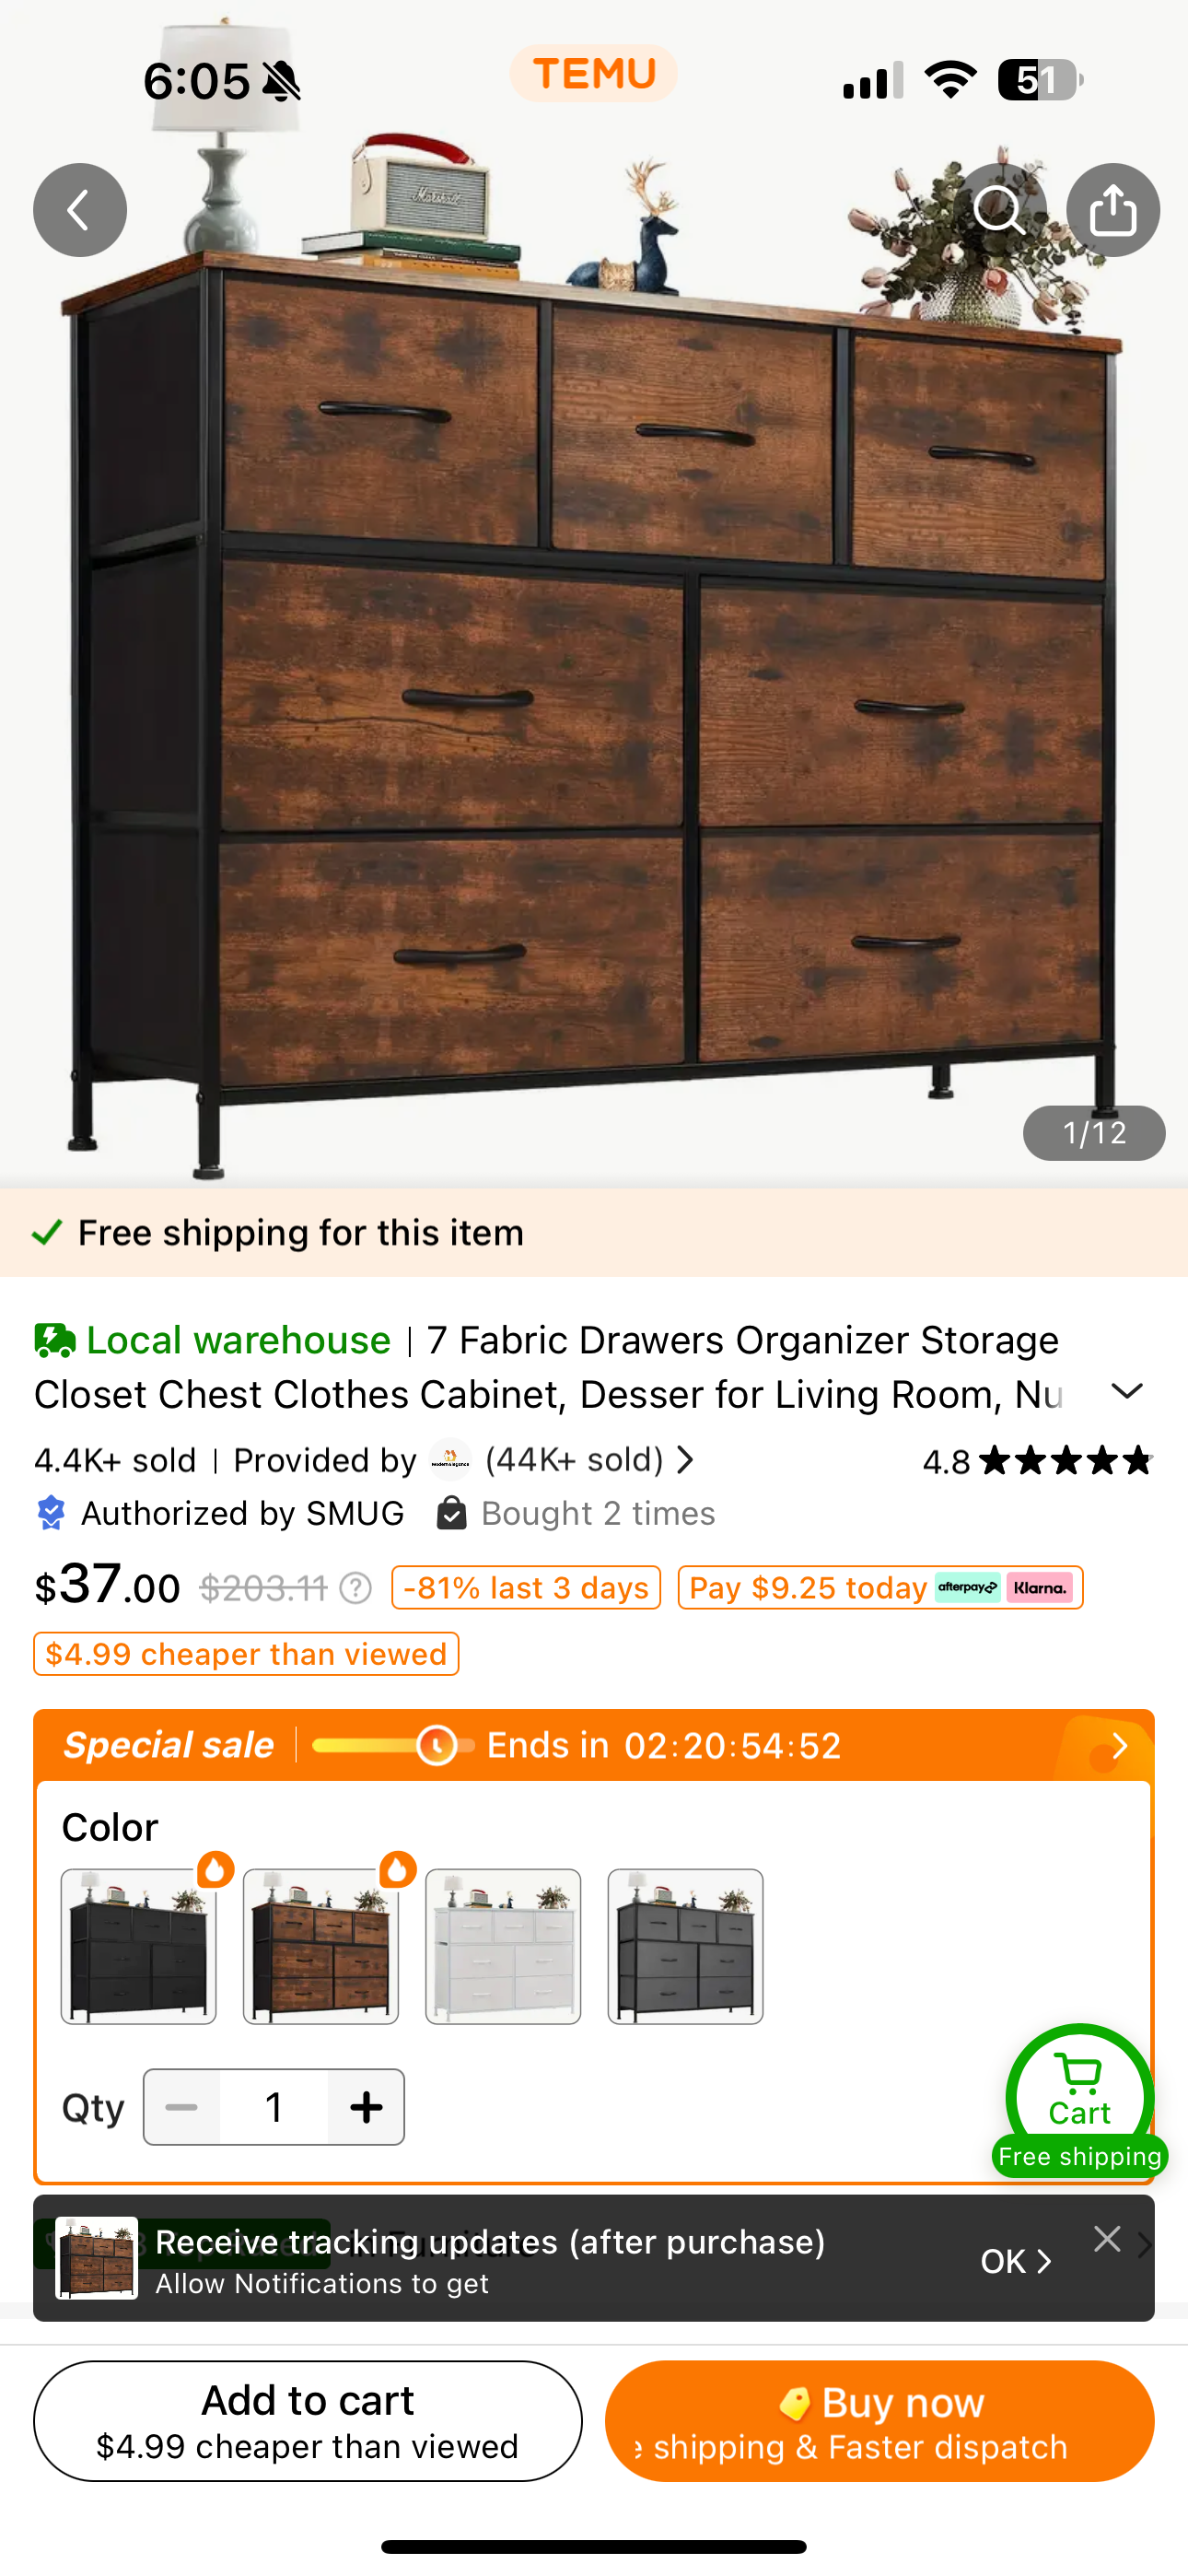 6:05
TEMU
51
Marshall
1/12
Free shipping for this item
Local warehouse | 7 Fabric Drawers Organizer Storage
Closet Chest Clothes Cabinet, Desser for Living Room, Nu
4.4K+ sold | Provided by (44K+ sold)
4.8
Authorized by SMUG Bought 2 times
$37.00 $203.11 ? -81% last 3 days Pay $9.25 today afterpay Klarna.
$4.99 cheaper than viewed
Special sale | Ends in 02:20:54:52
Color
Qty 1
Cart
Free shipping
Receive tracking updates (after purchase)
Allow Notifications to get
OK
Add to cart
$4.99 cheaper than viewed
Buy now
e shipping & Faster dispatch